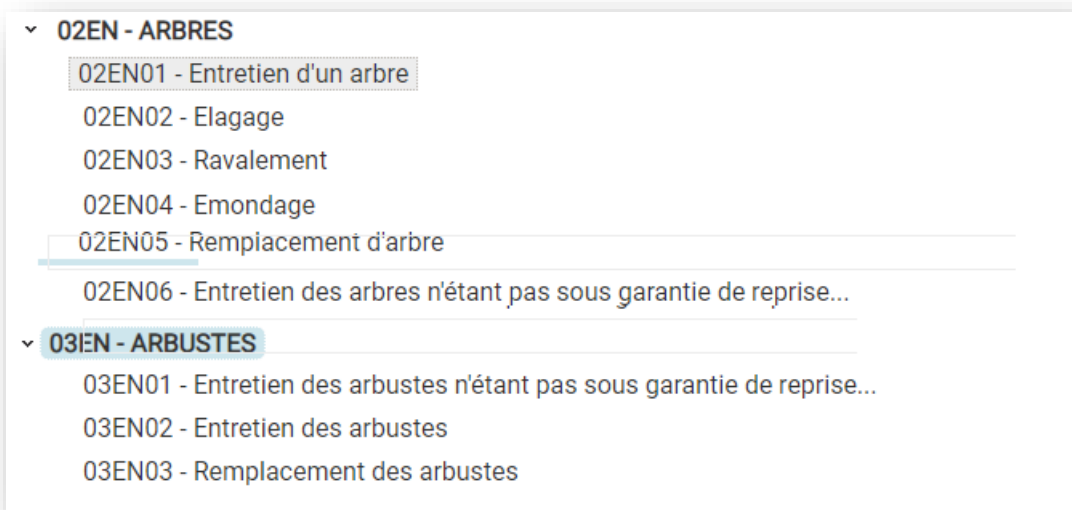 02EN - ARBRES
02EN01 - Entretien d'un arbre
02EN02 - Elagage
02EN03 - Ravalement
02EN04 - Emondage
02EN05 - Remplacement d'arbre
02EN06 - Entretien des arbres n'étant pas sous garantie de reprise...
03EN - ARBUSTES
03EN01 - Entretien des arbustes n'étant pas sous garantie de reprise...
03EN02 - Entretien des arbustes
03EN03 - Remplacement des arbustes